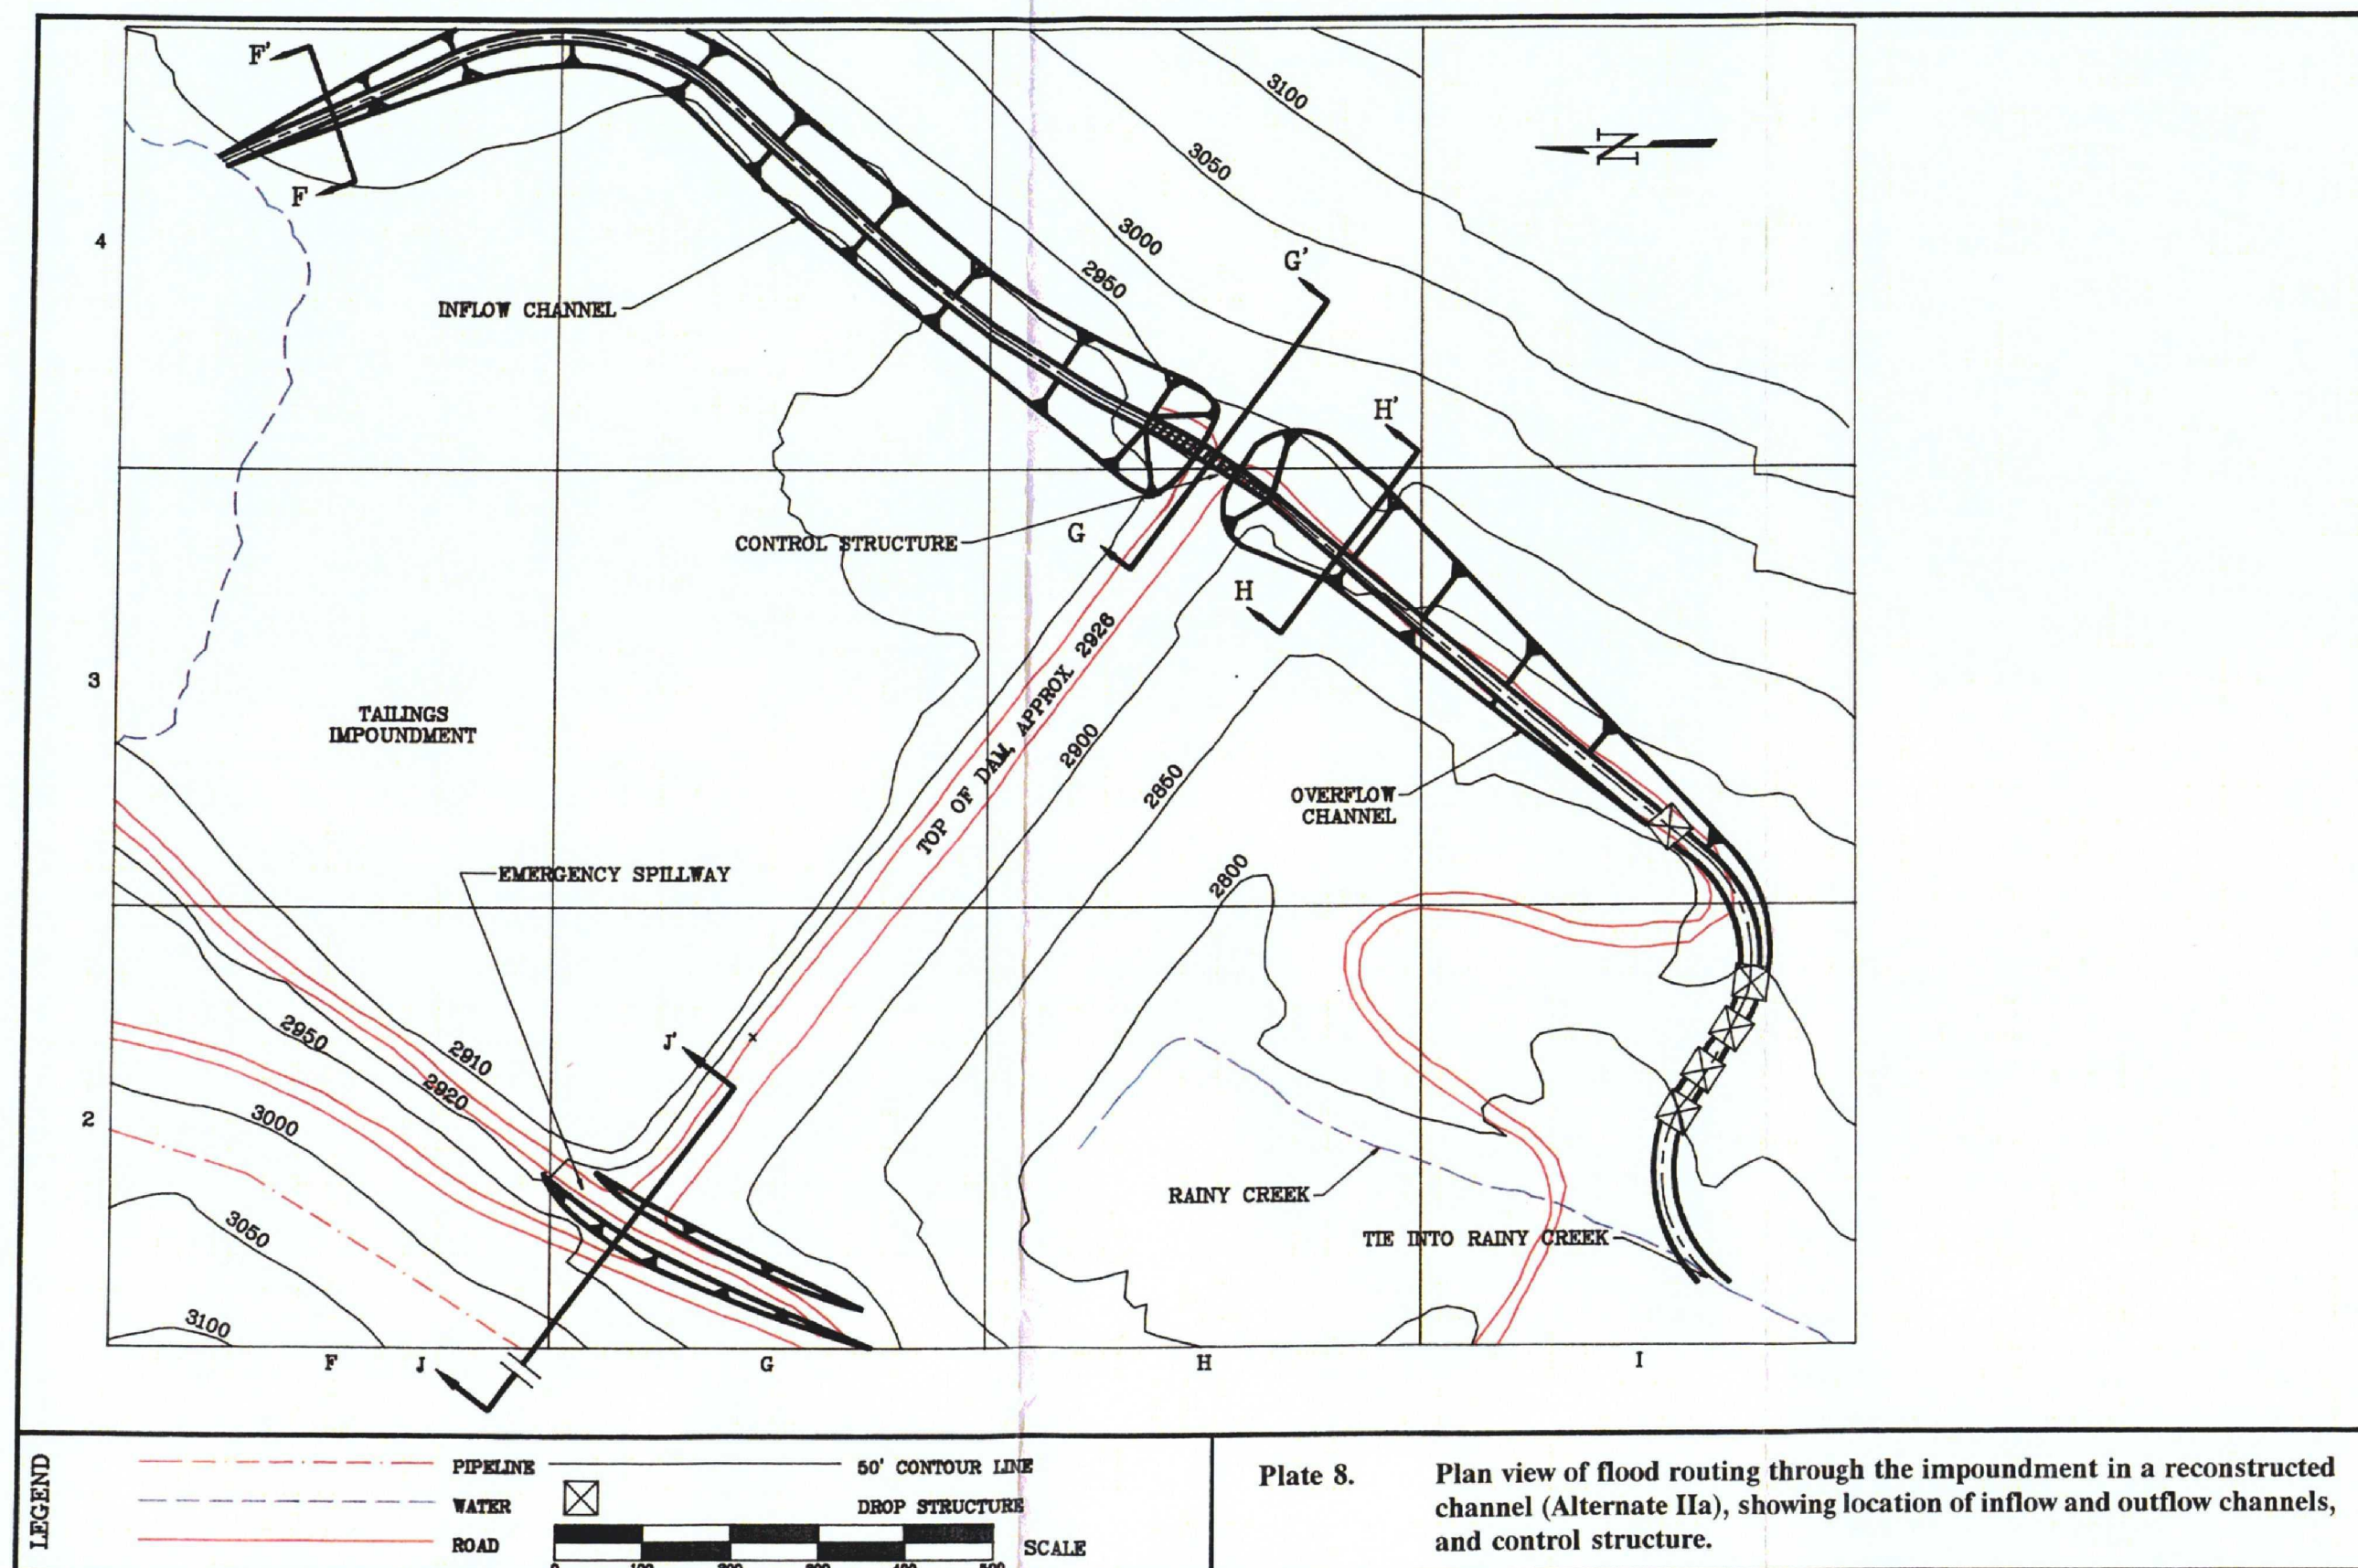 F'
F
3100
N
3050
3000
2950
4
G'
INFLOW CHANNEL
H'
G
CONTROL STRUCTURE
H
TOP OF DAM, APPROX. 2926
3
TAILINGS
IMPOUNDMENT
2900
2850
OVERFLOW
CHANNEL
2800
EMERGENCY SPILLWAY
J'
2950
2910
2920
2
3000
RAINY CREEK
TIE INTO RAINY CREEK
3050
3100
F
J
G
H
I
LEGEND
PIPELINE
50' CONTOUR LINE
WATER
DROP STRUCTURE
ROAD
SCALE
Plate 8.
Plan view of flood routing through the impoundment in a reconstructed
channel (Alternate IIa), showing location of inflow and outflow channels,
and control structure.